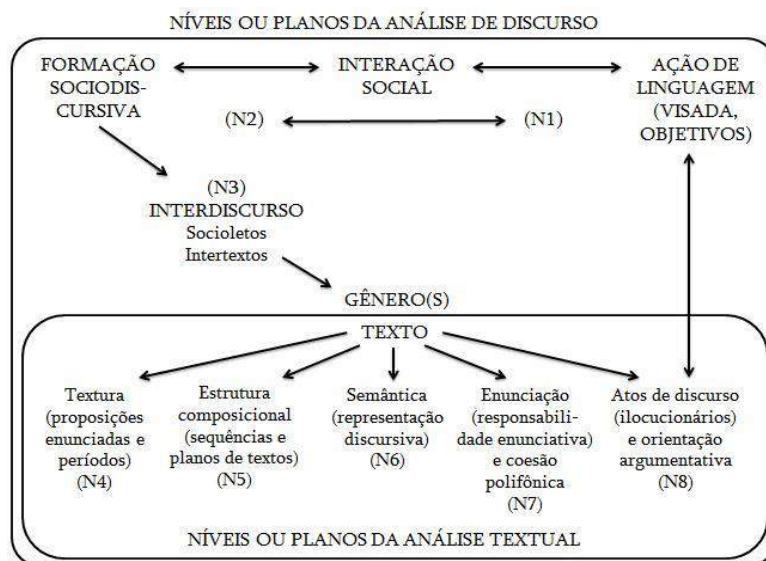 NÍVEIS OU PLANOS DA ANÁLISE DE DISCURSO
FORMAÇÃO
SOCIODIS-
CURSIVA
INTERAÇÃO
SOCIAL
AÇÃO DE
LINGUAGEM
(VISADA,
OBJETIVOS)
(N2)
(N1)
(N3)
INTERDISCURSO
Socioletos
Intertextos
GÊNERO(S)
TEXTO
Textura
(proposições
enunciadas e
períodos)
(N4)
Estrutura
composicional
(sequências e
planos de textos)
(N5)
Semântica
(representação
discursiva)
(N6)
Enunciação
(responsabili-
dade enunciativa)
e coesão
polifônica
(N7)
Atos de discurso
(ilocucionários)
e orientação
argumentativa
(N8)
NÍVEIS OU PLANOS DA ANÁLISE TEXTUAL